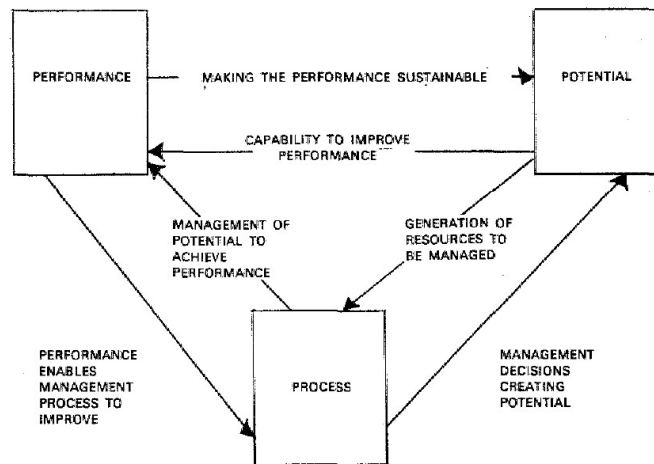 PERFORMANCE
MAKING THE PERFORMANCE SUSTAINABLE
POTENTIAL
CAPABILITY TO IMPROVE
PERFORMANCE
MANAGEMENT OF
POTENTIAL TO
ACHIEVE
PERFORMANCE
GENERATION OF
RESOURCES TO
BE MANAGED
PERFORMANCE
ENABLES
MANAGEMENT
PROCESS TO
IMPROVE
PROCESS
MANAGEMENT
DECISIONS
CREATING
POTENTIAL